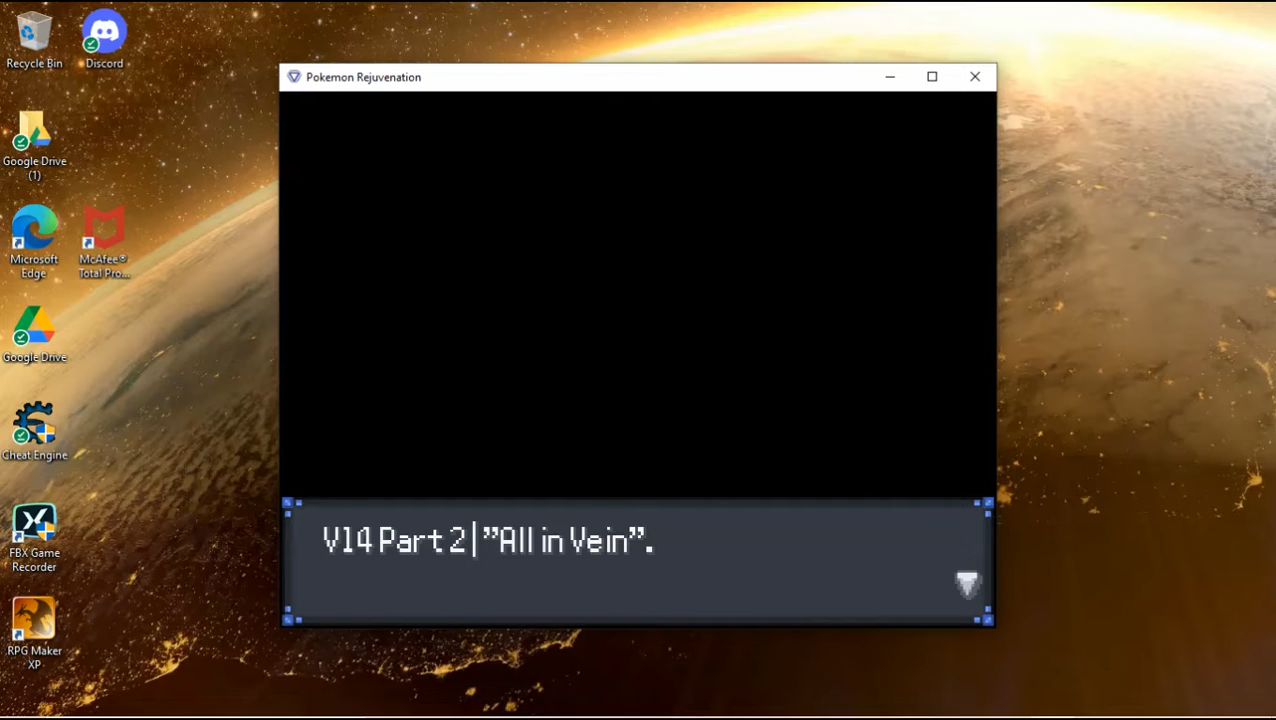 Recycle Bin
Discord
Google Drive
(1)
Microsoft
Edge
McAfee®
Total Pro...
Google Drive
Cheat Engine
FBX Game
Recorder
RPG Maker
XP
Pokemon Rejuvenation
V14 Part 2|"All in Vein".